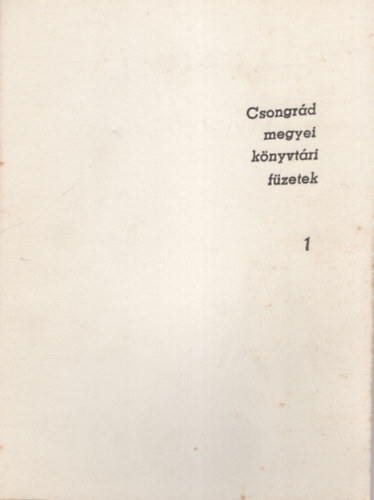 Csongrád
megyei
könyvtári
füzetek
1